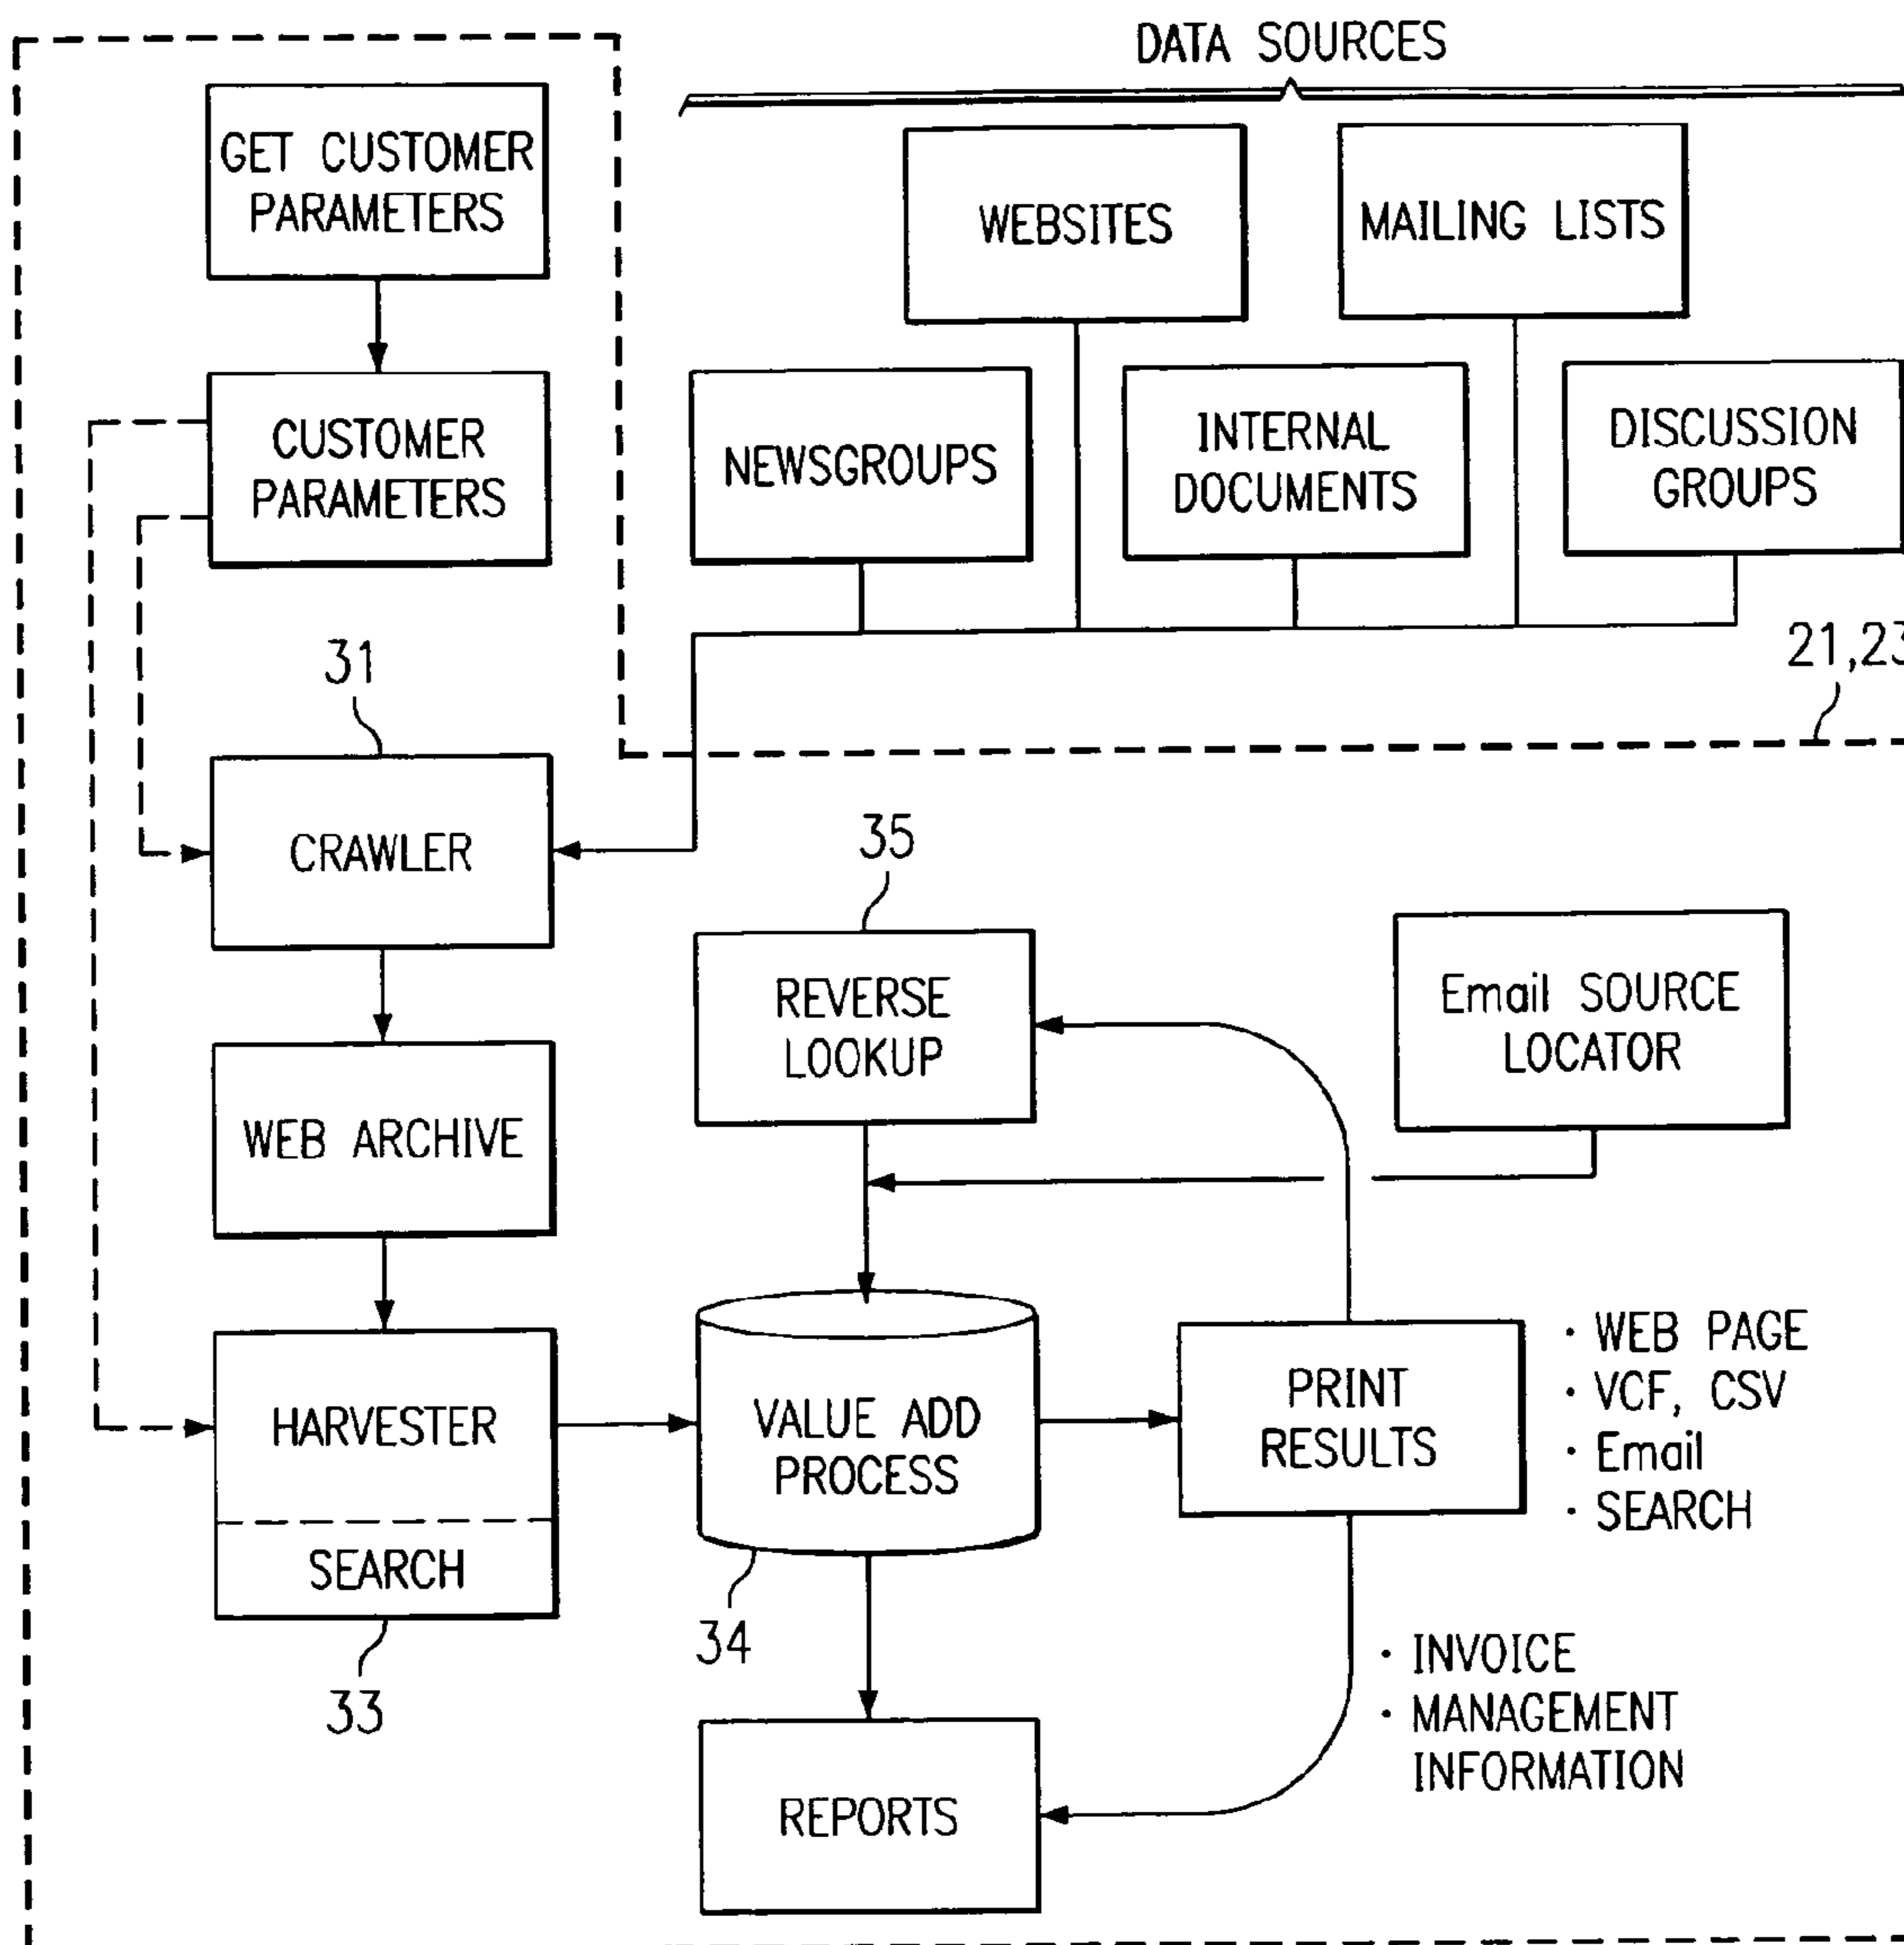 DATA SOURCES
GET CUSTOMER
PARAMETERS
WEBSITES
MAILING LISTS
CUSTOMER
PARAMETERS
NEWSGROUPS
INTERNAL
DOCUMENTS
DISCUSSION
GROUPS
21,23
31
CRAWLER
35
REVERSE
LOOKUP
Email SOURCE
LOCATOR
WEB ARCHIVE
HARVESTER
SEARCH
33
VALUE ADD
PROCESS
34
PRINT
RESULTS
· WEB PAGE
· VCF, CSV
· Email
· SEARCH
· INVOICE
· MANAGEMENT
INFORMATION
REPORTS